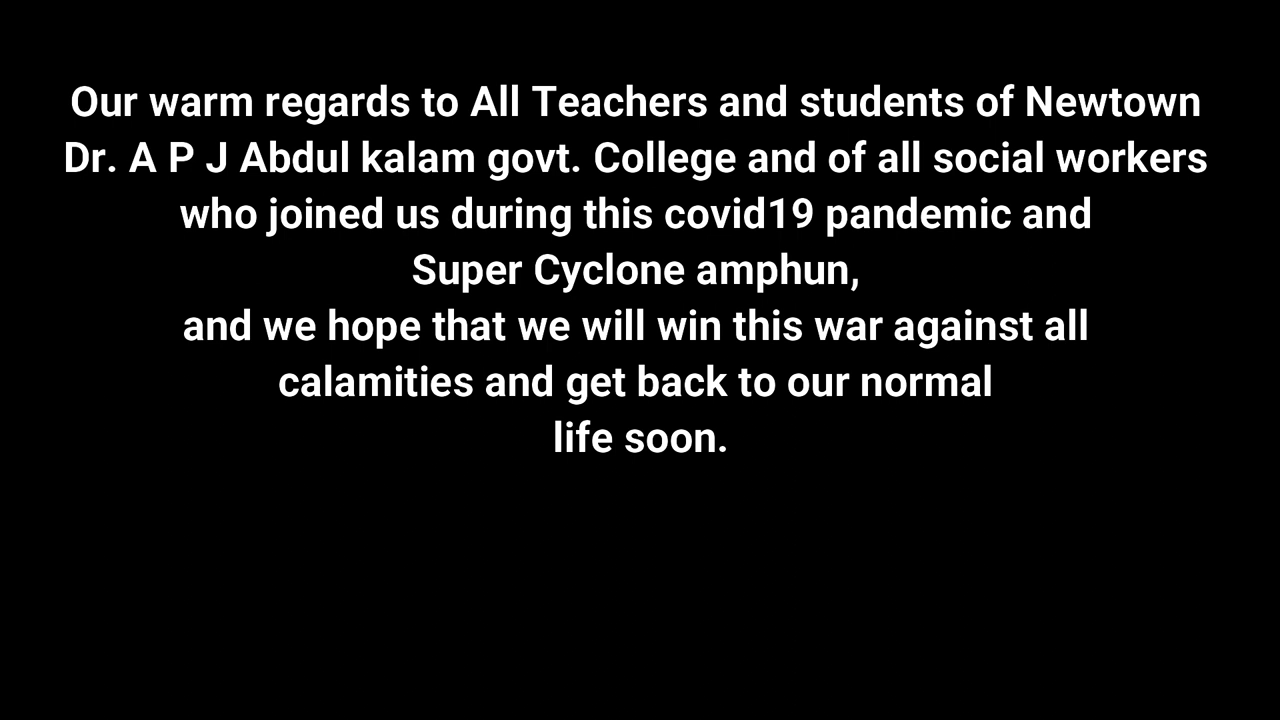 Our warm regards to All Teachers and students of Newtown
Dr. A P J Abdul kalam govt. College and of all social workers
who joined us during this covid19 pandemic and
Super Cyclone amphun,
and we hope that we will win this war against all
calamities and get back to our normal
life soon.